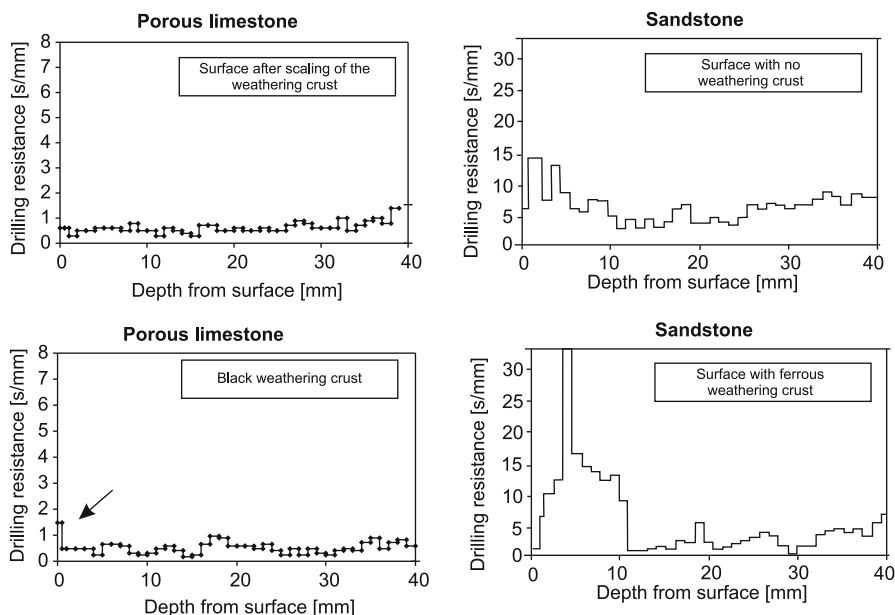 Porous limestone
Drilling resistance [s/mm]
8
7
6
5
4
3
2
1
0
Surface after scaling of the
weathering crust
0 10 20 30 40
Depth from surface [mm]
Sandstone
Drilling resistance [s/mm]
30
25
20
15
10
5
0
Surface with no
weathering crust
0 10 20 30 40
Depth from surface [mm]
Porous limestone
Drilling resistance [s/mm]
8
7
6
5
4
3
2
1
0
Black weathering crust
0 10 20 30 40
Depth from surface [mm]
Sandstone
Drilling resistance [s/mm]
30
25
20
15
10
5
0
Surface with ferrous
weathering crust
0 10 20 30 40
Depth from surface [mm]